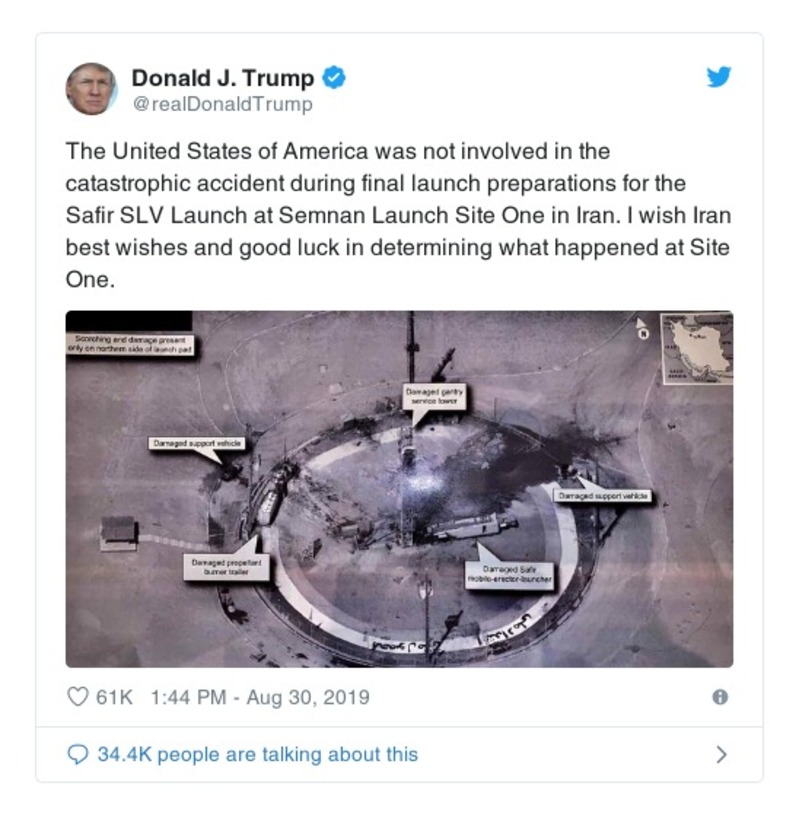 Donald J. Trump
@realDonaldTrump
The United States of America was not involved in the
catastrophic accident during final launch preparations for the
Safir SLV Launch at Semnan Launch Site One in Iran. I wish Iran
best wishes and good luck in determining what happened at Site
One.
Scorching and damage present
only on northern side of launch pad
N
Damaged gantry
service tower
Damaged support vehicle
Damaged support vehicle
Damaged propellant
burner trailer
Damaged Safir
mobile-erector-launcher
61K 1:44 PM - Aug 30, 2019
34.4K people are talking about this